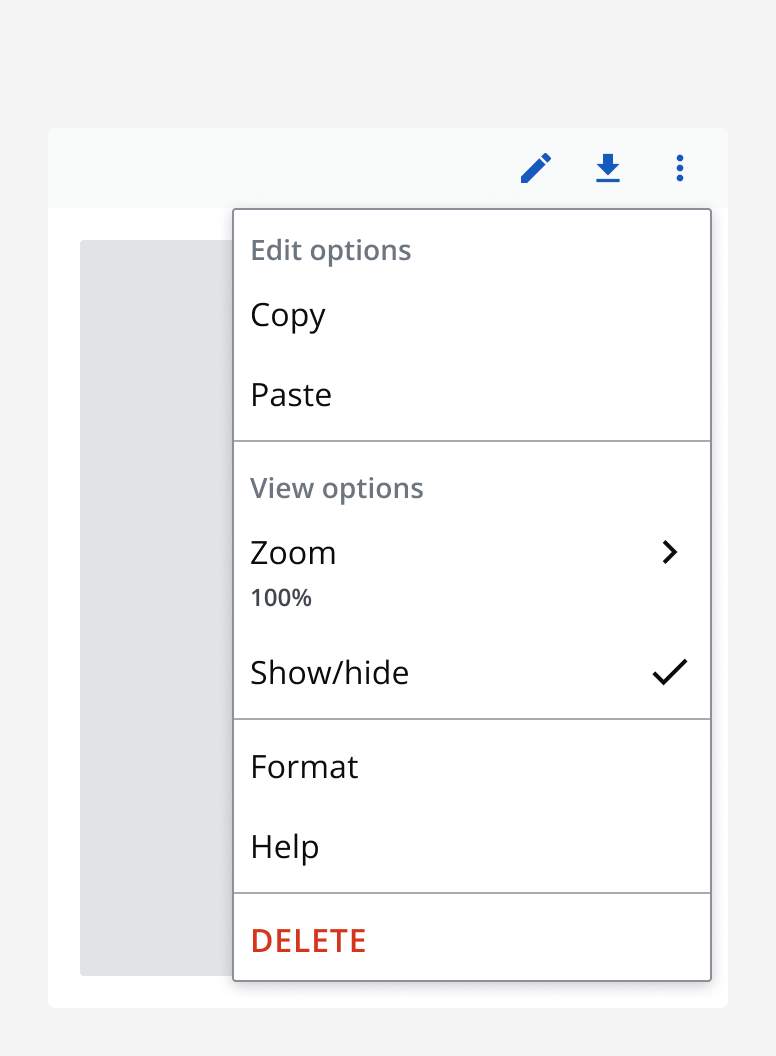 Edit options
Copy
Paste
View options
Zoom
100%
Show/hide
Format
Help
DELETE